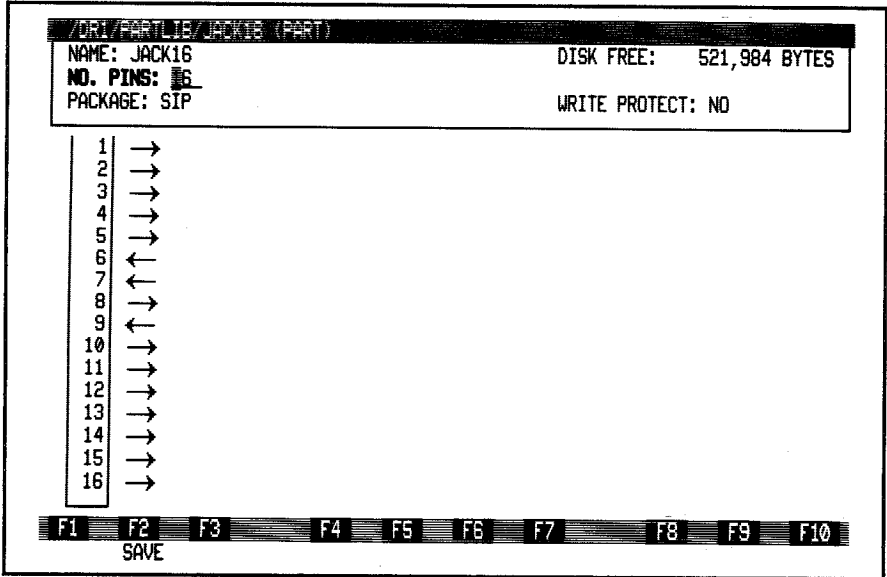 /DR1/PARTLIB/JACK16 (PART)
NAME: JACK16 DISK FREE: 521,984 BYTES
NO. PINS: 16
PACKAGE: SIP WRITE PROTECT: NO
1 →
2 →
3 →
4 →
5 →
6 ←
7 ←
8 →
9 ←
10 →
11 →
12 →
13 →
14 →
15 →
16 →
F1 F2 F3 F4 F5 F6 F7 F8 F9 F10
SAVE